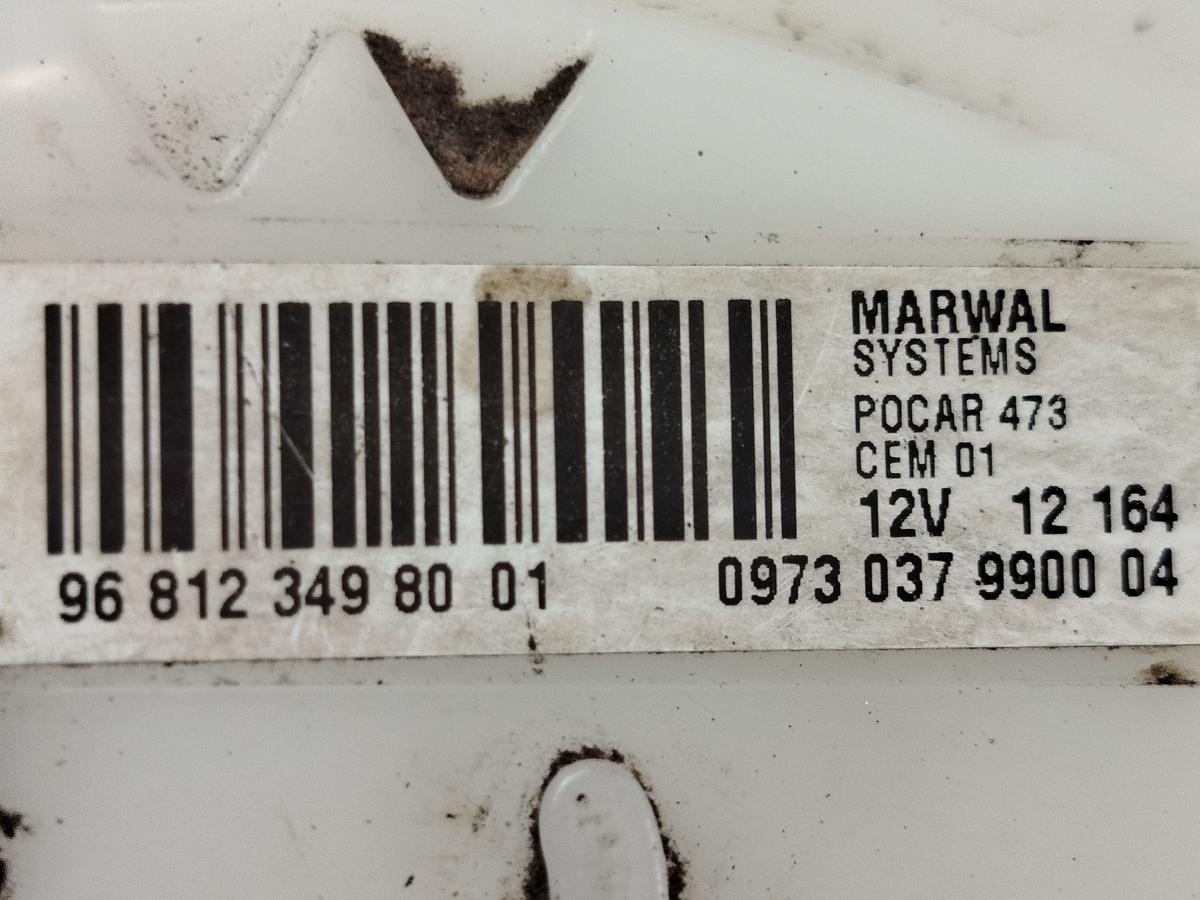 MARWAL
SYSTEMS
POCAR 473
CEM 01
12V 12 164
96 812 349 80 01 0973 037 9900 04